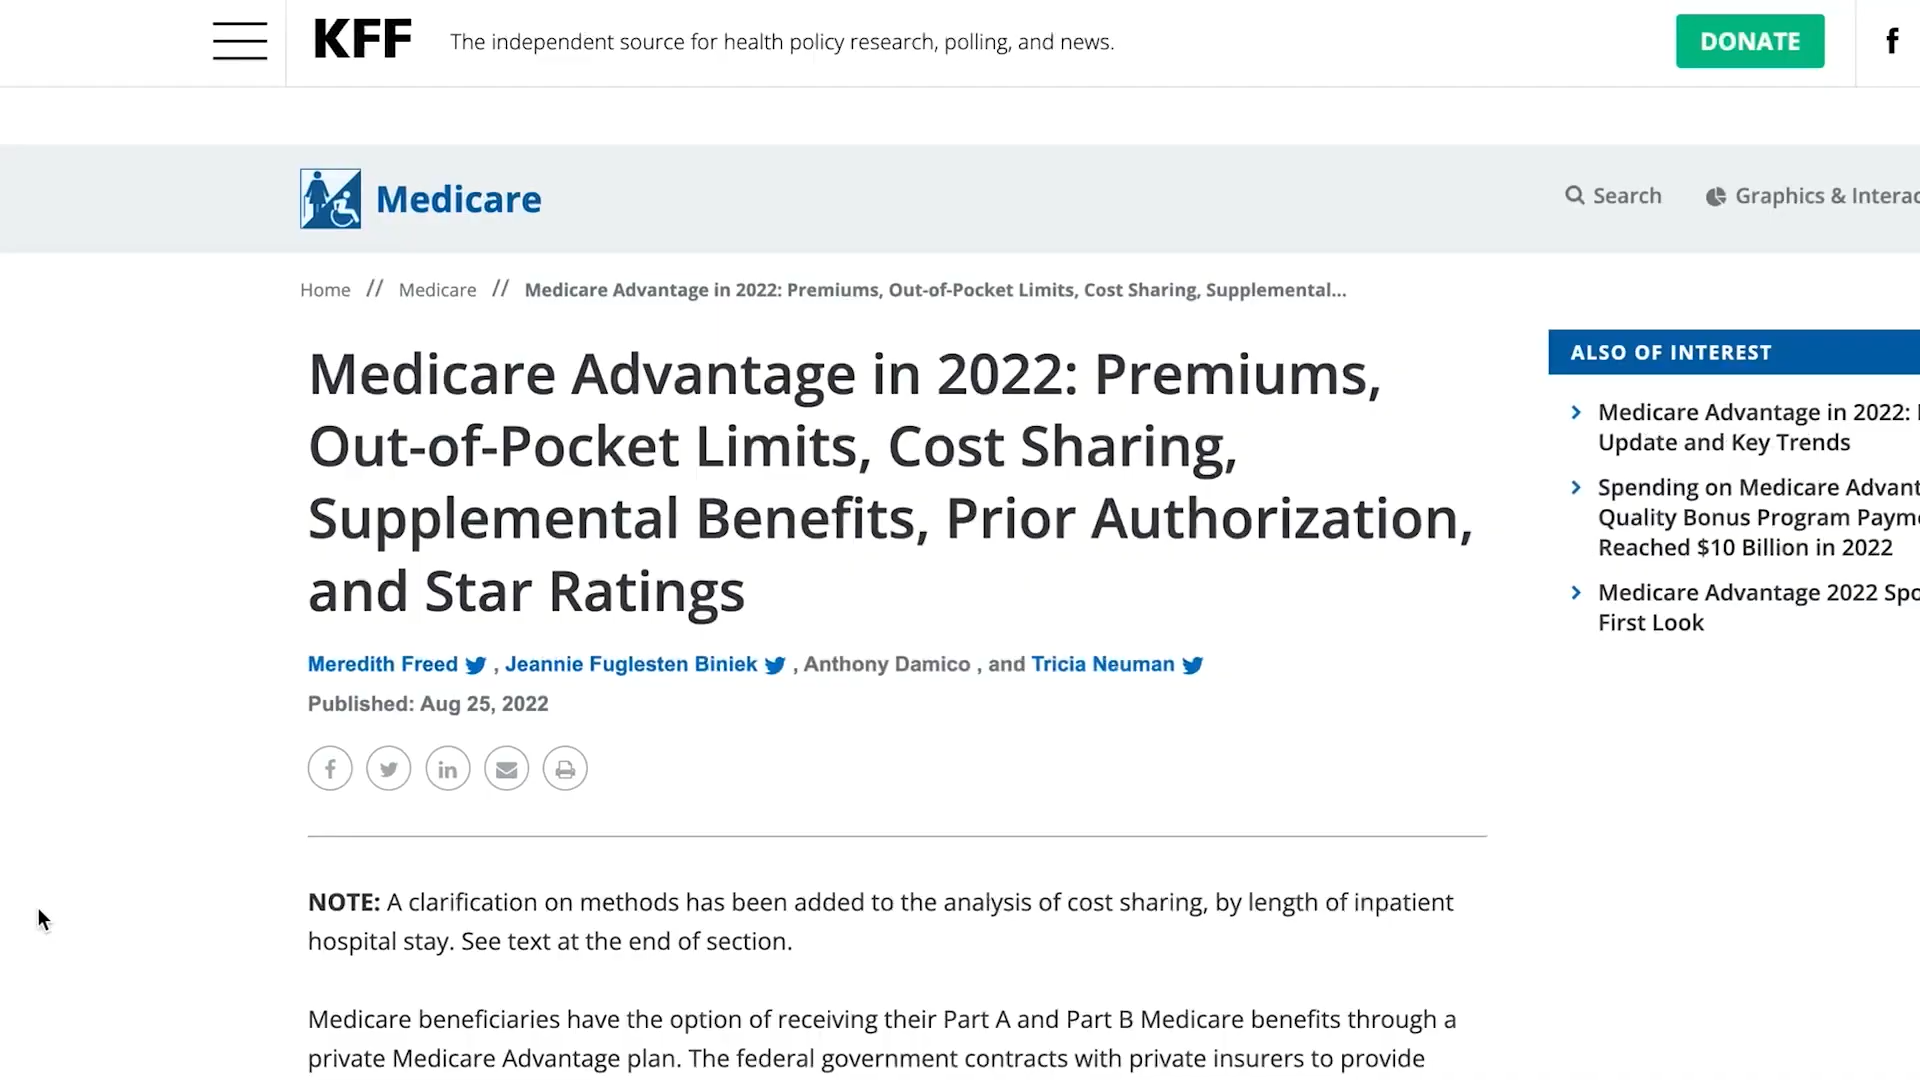 KFF
The independent source for health policy research, polling, and news.
DONATE
f
Medicare
Search
Graphics &
Home // Medicare // Medicare Advantage in 2022: Premiums, Out-of-Pocket Limits, Cost Sharing, Supplemental...
Medicare Advantage in 2022: Premiums,
Out-of-Pocket Limits, Cost Sharing,
Supplemental Benefits, Prior Authorization,
and Star Ratings
Meredith Freed , Jeannie Fuglesten Biniek , Anthony Damico , and Tricia Neuman
Published: Aug 25, 2022
f
in
NOTE: A clarification on methods has been added to the analysis of cost sharing, by length of inpatient
hospital stay. See text at the end of section.
Medicare beneficiaries have the option of receiving their Part A and Part B Medicare benefits through a
private Medicare Advantage plan. The federal government contracts with private insurers to provide
ALSO OF INTEREST
Medicare Advantage in 2022:
Update and Key Trends
Spending on Medicare
Quality Bonus Program
Reached $10 Billion in 2022
Medicare Advantage 2022
First Look